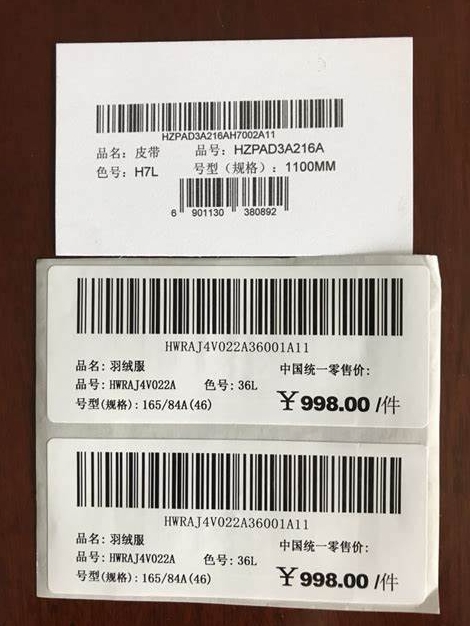 HZPAD3A216AH7002A11
品名：皮带 品号：HZPAD3A216A
色号：H7L 号型（规格）：1100MM
6 901130 380892
HWRAJ4V022A36001A11
品名: 羽绒服 中国统一零售价:
品号: HWRAJ4V022A 色号: 36L
号型(规格): 165/84A(46) ￥998.00 /件
HWRAJ4V022A36001A11
品名: 羽绒服 中国统一零售价:
品号: HWRAJ4V022A 色号: 36L
号型(规格): 165/84A(46) ￥998.00 /件